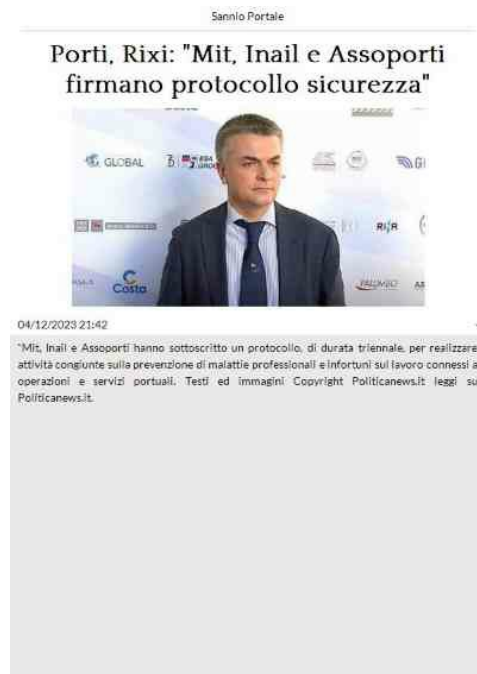 Sannio Portale
Porti, Rixi: "Mit, Inail e Assoporti
firmano protocollo sicurezza"
GLOBAL
Costa
04/12/2023 21:42
"Mit, Inail e Assoporti hanno sottoscritto un protocollo, di durata triennale, per realizzare
attività congiunte sulla prevenzione di malattie professionali e infortuni sul lavoro connessi a
operazioni e servizi portuali. Testi ed immagini Copyright Politicanews.it leggi su
Politicanews.it.